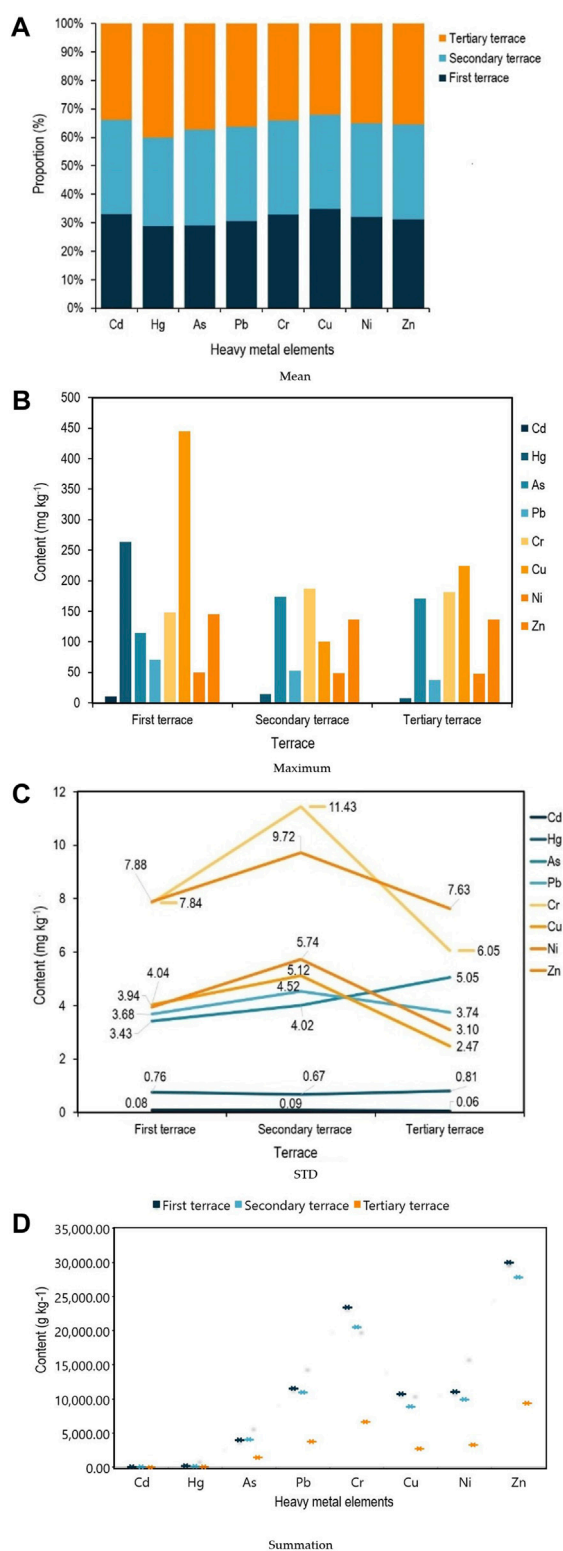 A
100%
90%
80%
70%
60%
50%
40%
30%
20%
10%
0%
Proportion (%)
Cd Hg As Pb Cr Cu Ni Zn
Heavy metal elements
Tertiary terrace
Secondary terrace
First terrace
Mean
B
500
450
400
350
300
250
200
150
100
50
0
Content (mg kg-1)
First terrace Secondary terrace Tertiary terrace
Terrace
Cd
Hg
As
Pb
Cr
Cu
Ni
Zn
Maximum
C
12
10
8
6
4
2
0
Content (mg kg-1)
11.43
9.72
7.88
7.84
7.63
6.05
5.74
5.12
5.05
4.04
3.94
4.52
3.68
3.74
3.43
4.02
3.10
2.47
0.76 0.67 0.81
0.08 0.09 0.06
First terrace Secondary terrace Tertiary terrace
Terrace
Cd
Hg
As
Pb
Cr
Cu
Ni
Zn
STD
D
First terrace Secondary terrace Tertiary terrace
35,000.00
30,000.00
25,000.00
20,000.00
15,000.00
10,000.00
5,000.00
0.00
Content (g kg-1)
Cd Hg As Pb Cr Cu Ni Zn
Heavy metal elements
Summation